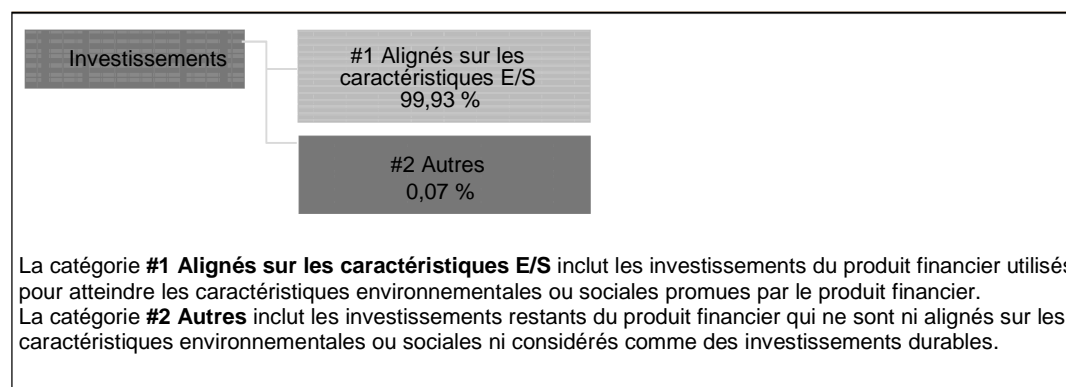 Investissements
#1 Alignés sur les
caractéristiques E/S
99,93 %
#2 Autres
0,07 %
La catégorie #1 Alignés sur les caractéristiques E/S inclut les investissements du produit financier utilisés
pour atteindre les caractéristiques environnementales ou sociales promues par le produit financier.
La catégorie #2 Autres inclut les investissements restants du produit financier qui ne sont ni alignés sur les
caractéristiques environnementales ou sociales ni considérés comme des investissements durables.